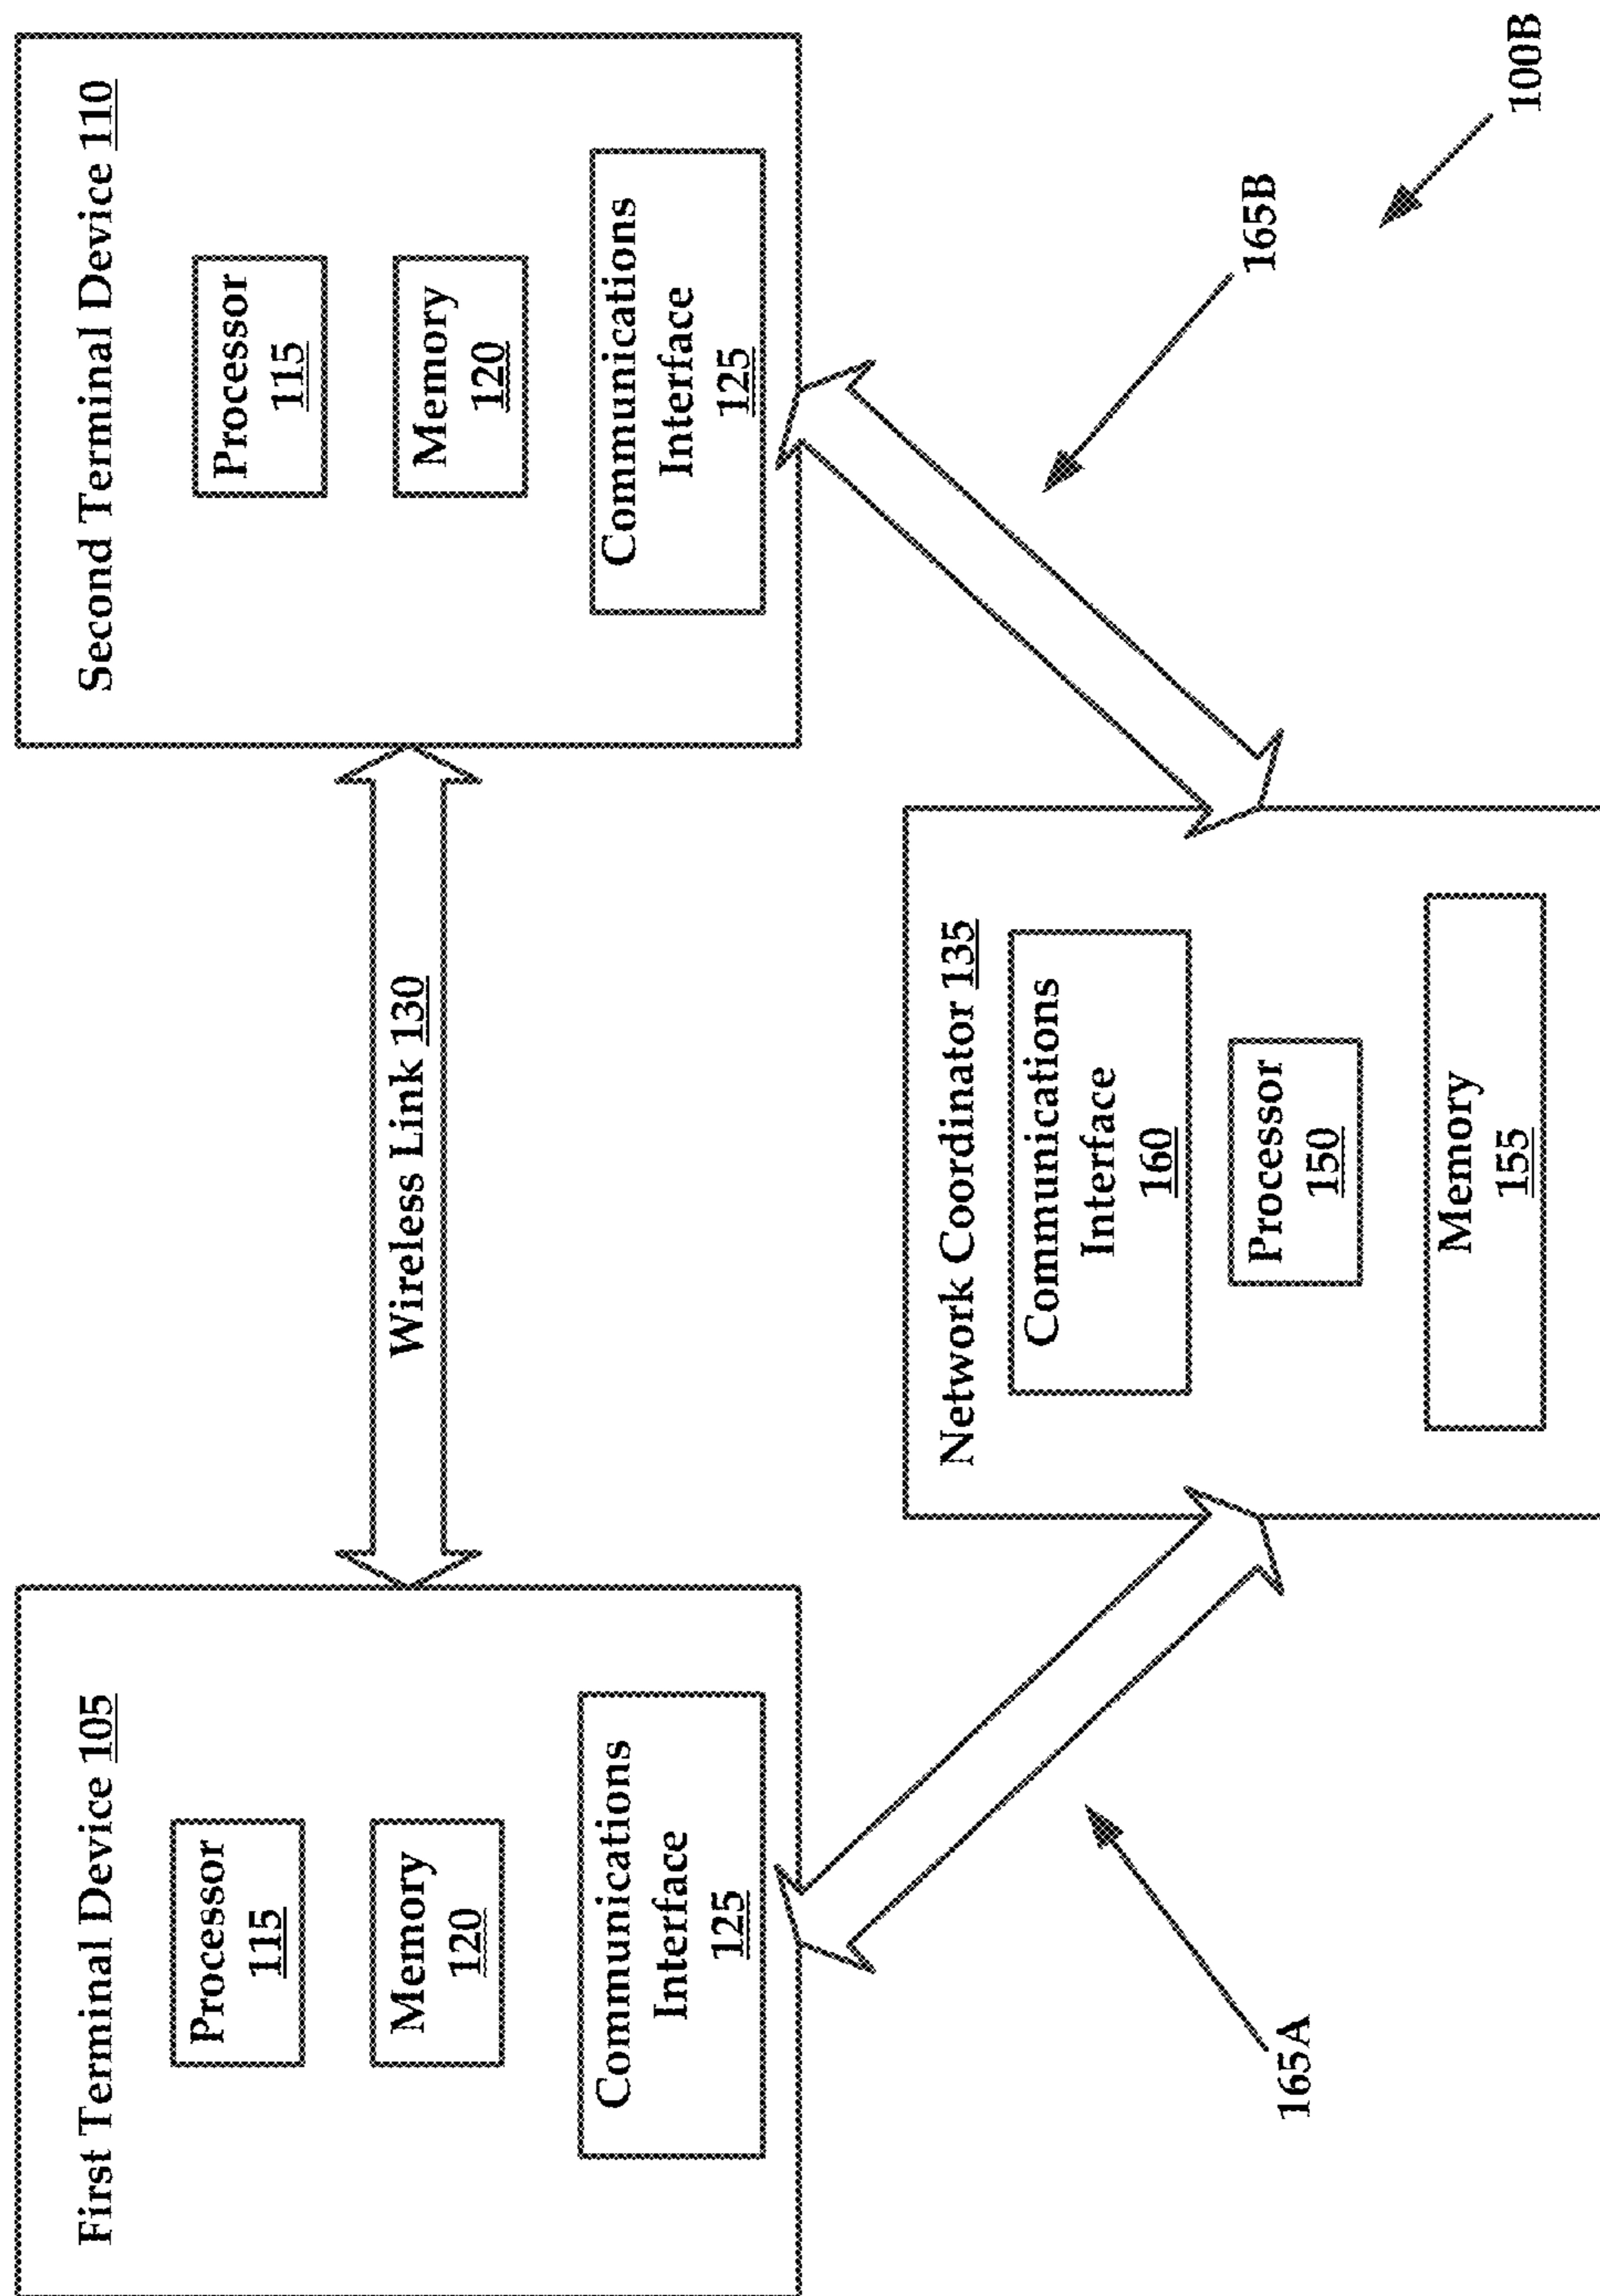 First Terminal Device 105
Processor
115
Memory
120
Communications
Interface
125
Wireless Link 130
Second Terminal Device 110
Processor
115
Memory
120
Communications
Interface
125
Network Coordinator 135
Communications
Interface
160
Processor
150
Memory
155
165A
165B
100B